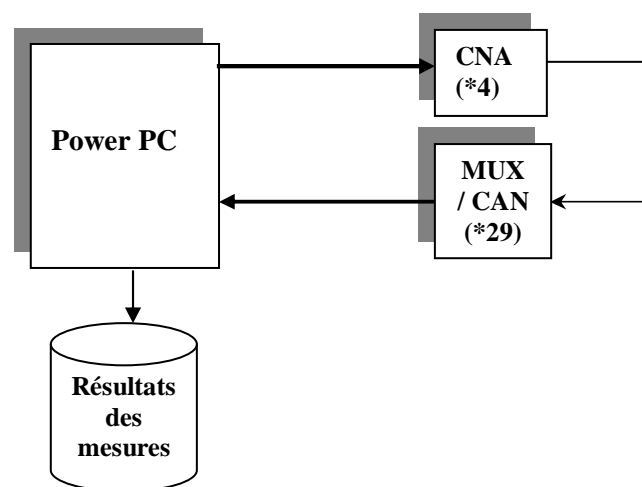 CNA
(*4)
Power PC
MUX
/ CAN
(*29)
Résultats
des
mesures